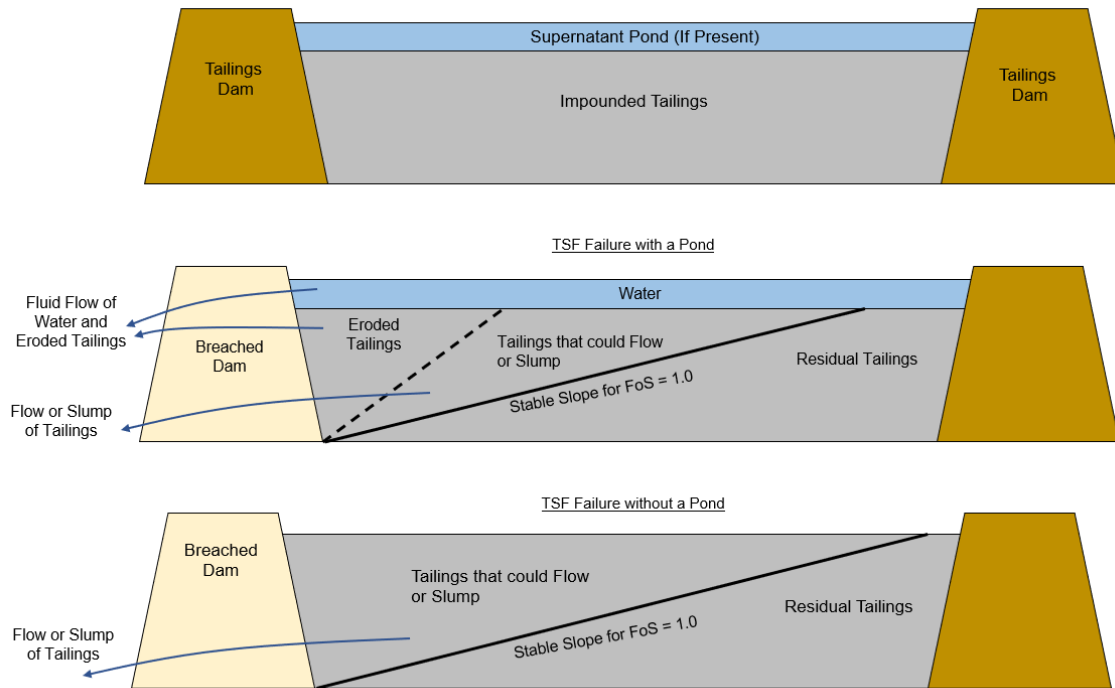 Supernatant Pond (If Present)
Tailings
Dam
Impounded Tailings
Tailings
Dam
TSF Failure with a Pond
Fluid Flow of
Water and
Eroded Tailings
Water
Breached
Dam
Eroded
Tailings
Tailings that could Flow
or Slump
Residual Tailings
Stable Slope for FoS = 1.0
Flow or Slump
of Tailings
TSF Failure without a Pond
Breached
Dam
Tailings that could Flow
or Slump
Residual Tailings
Stable Slope for FoS = 1.0
Flow or Slump
of Tailings